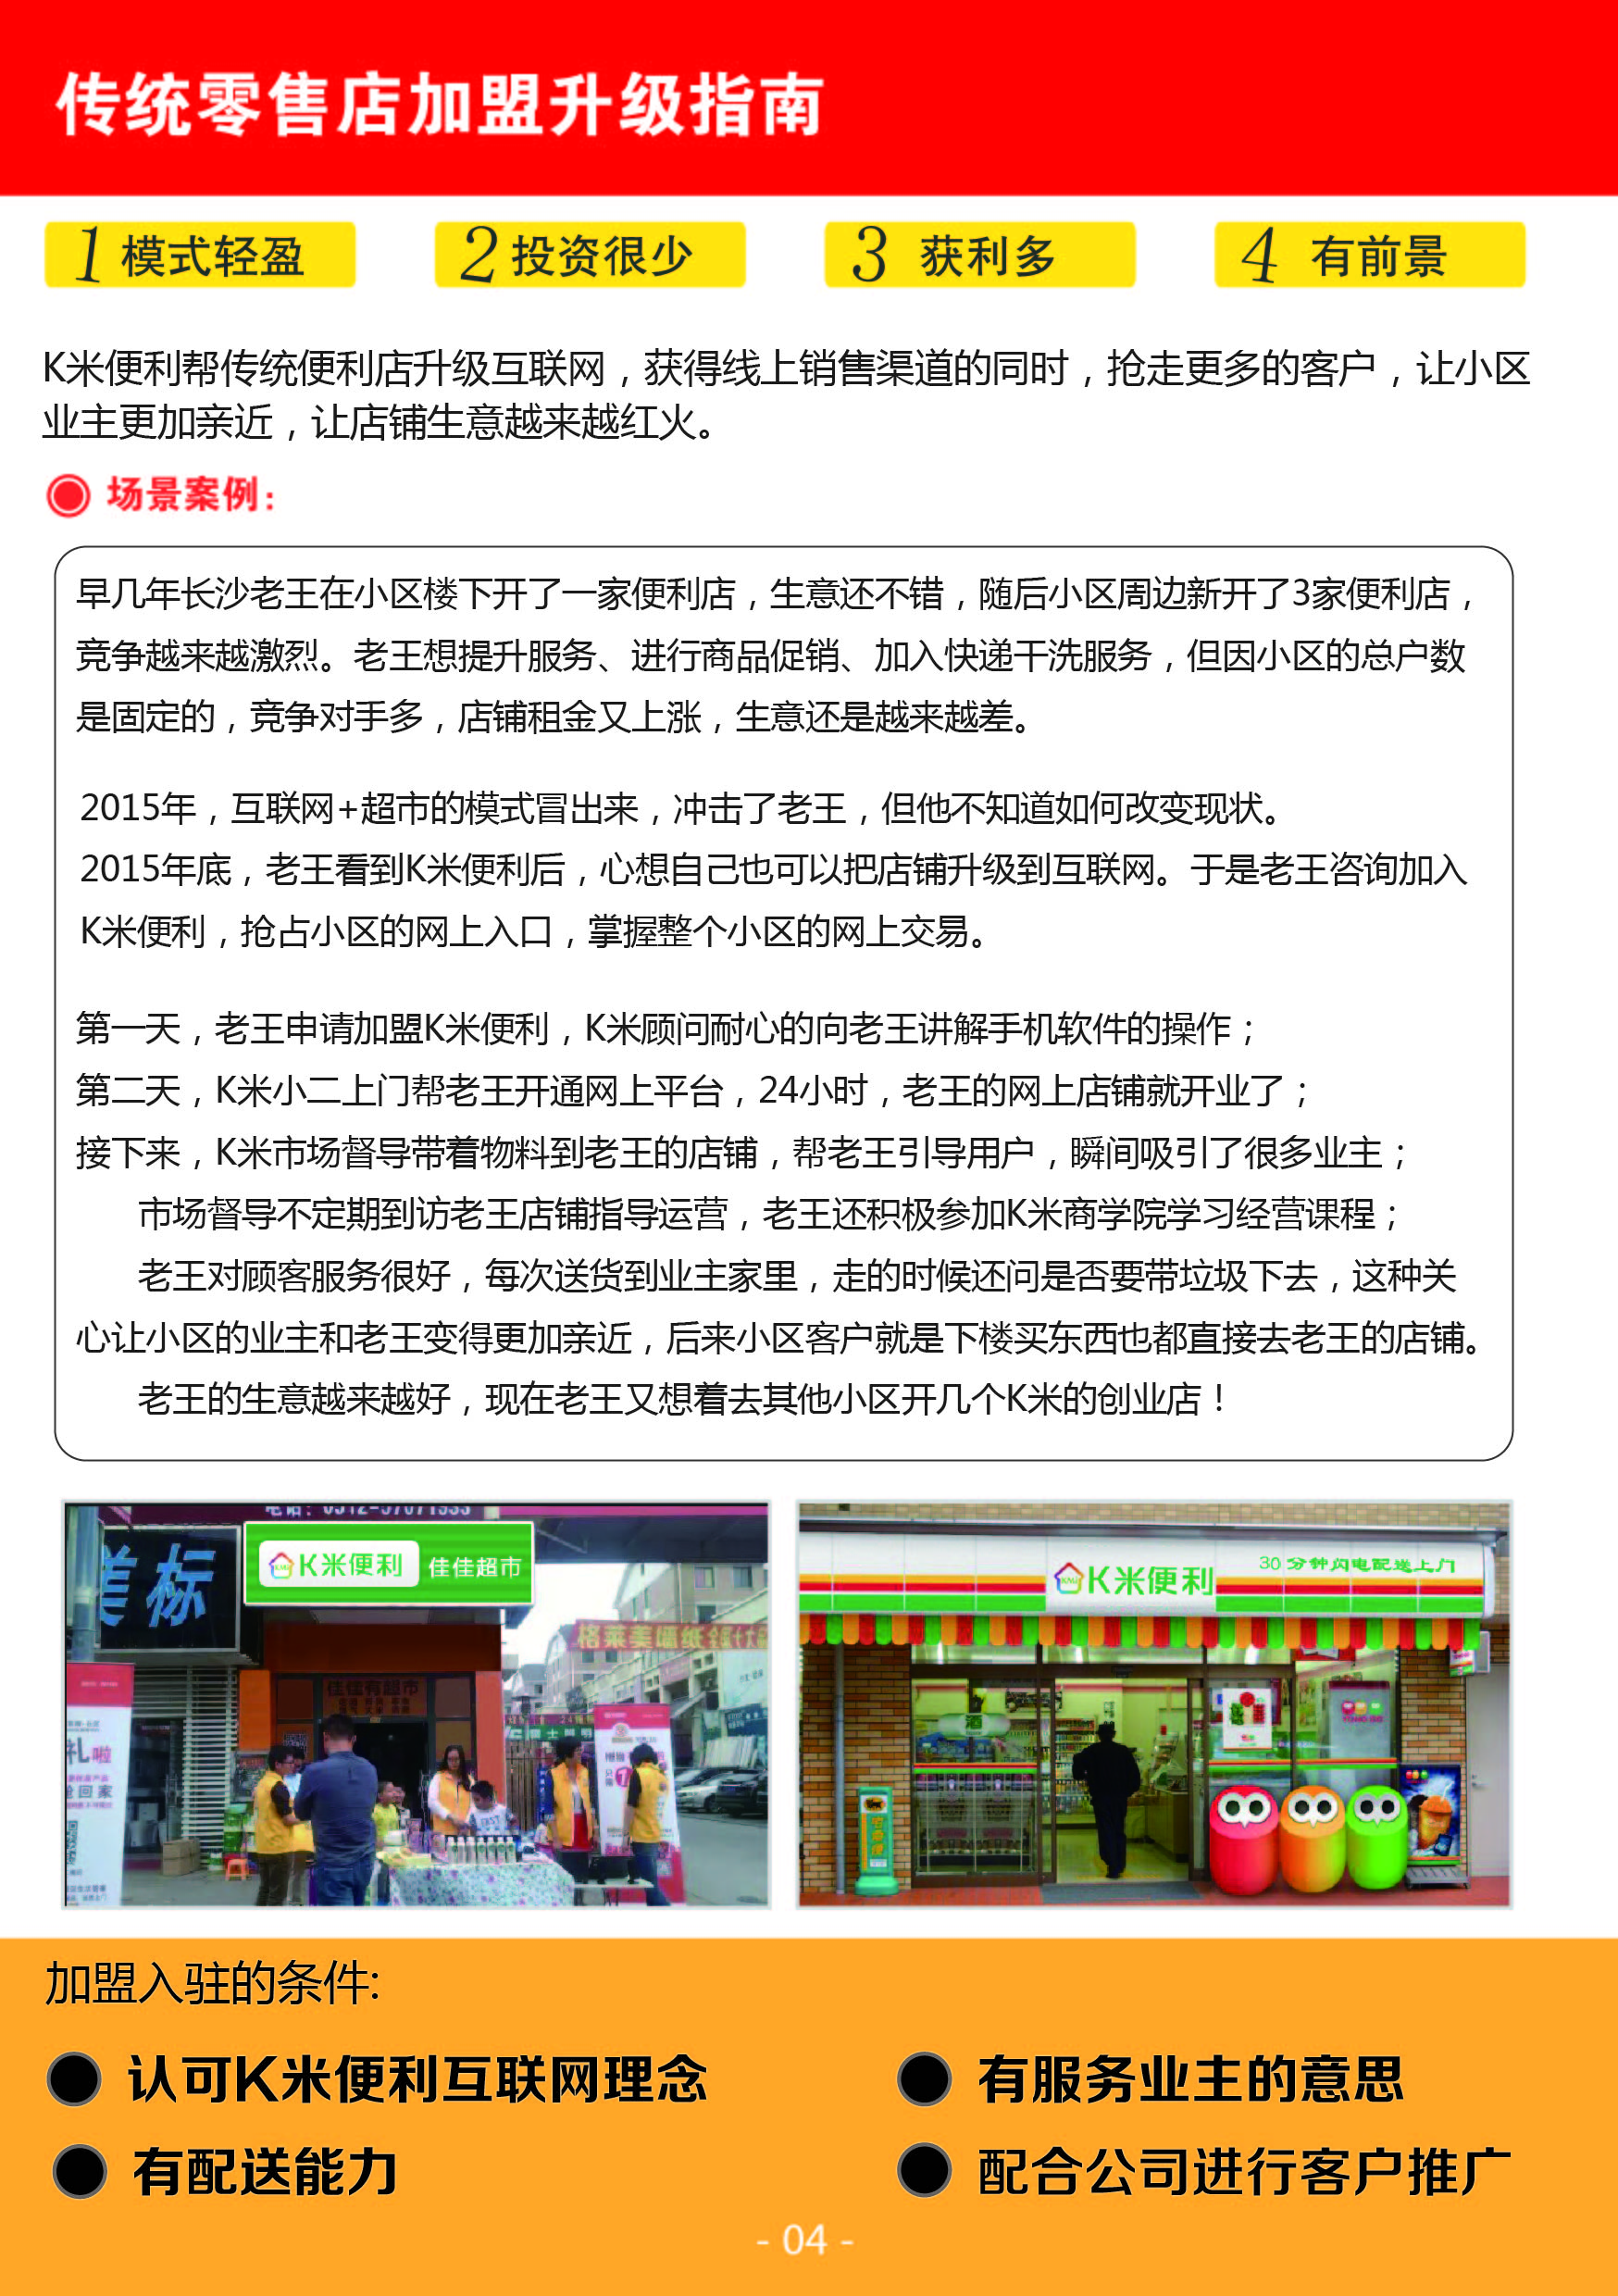 传统零售店加盟升级指南
1 模式轻盈
2 投资很少
3 获利多
4 有前景
K米便利帮传统便利店升级互联网，获得线上销售渠道的同时，抢走更多的客户，让小区
业主更加亲近，让店铺生意越来越红火。
场景案例：
早几年长沙老王在小区楼下开了一家便利店，生意还不错，随后小区周边新开了3家便利店，
竞争越来越激烈。老王想提升服务、进行商品促销、加入快递干洗服务，但因小区的总户数
是固定的，竞争对手多，店铺租金又上涨，生意还是越来越差。
2015年，互联网+超市的模式冒出来，冲击了老王，但他不知道如何改变现状。
2015年底，老王看到K米便利后，心想自己也可以把店铺升级到互联网。于是老王咨询加入
K米便利，抢占小区的网上入口，掌握整个小区的网上交易。
第一天，老王申请加盟K米便利，K米顾问耐心的向老王讲解手机软件的操作；
第二天，K米小二上门帮老王开通网上平台，24小时，老王的网上店铺就开业了；
接下来，K米市场督导带着物料到老王的店铺，帮老王引导用户，瞬间吸引了很多业主；
市场督导不定期到访老王店铺指导运营，老王还积极参加K米商学院学习经营课程；
老王对顾客服务很好，每次送货到业主家里，走的时候还问是否要带垃圾下去，这种关
心让小区的业主和老王变得更加亲近，后来小区客户就是下楼买东西也都直接去老王的店铺。
老王的生意越来越好，现在老王又想着去其他小区开几个K米的创业店！
美标
K米便利 佳佳超市
佳佳有超市
礼啦
回家
K米便利
30分钟闪电配送上门
酒
加盟入驻的条件:
认可K米便利互联网理念
有服务业主的意思
有配送能力
配合公司进行客户推广
- 04 -